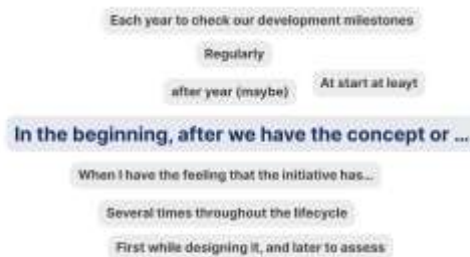 Each year to check our development milestones
Regularly
At start at leayt
after year (maybe)
In the beginning, after we have the concept or ...
When I have the feeling that the initiative has...
Several times throughout the lifecycle
First while designing it, and later to assess